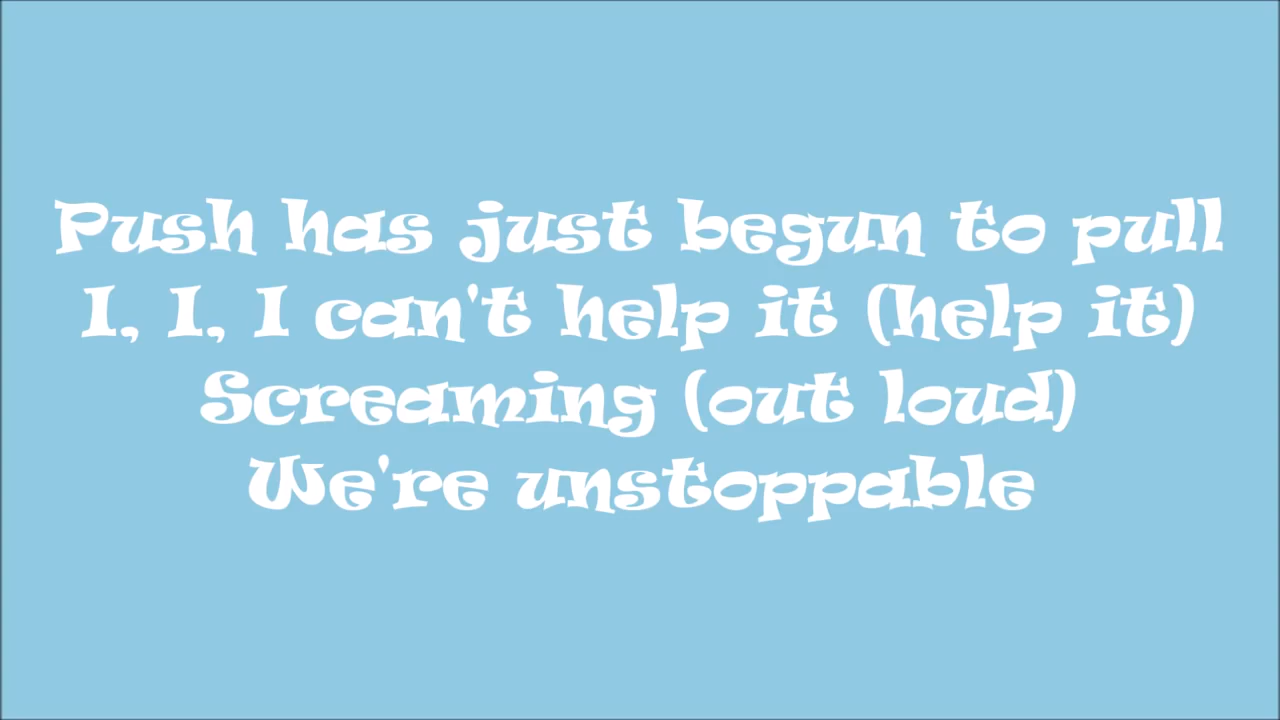 Push has just begun to pull
I, I, I can't help it (help it)
Screaming (out loud)
We're unstoppable